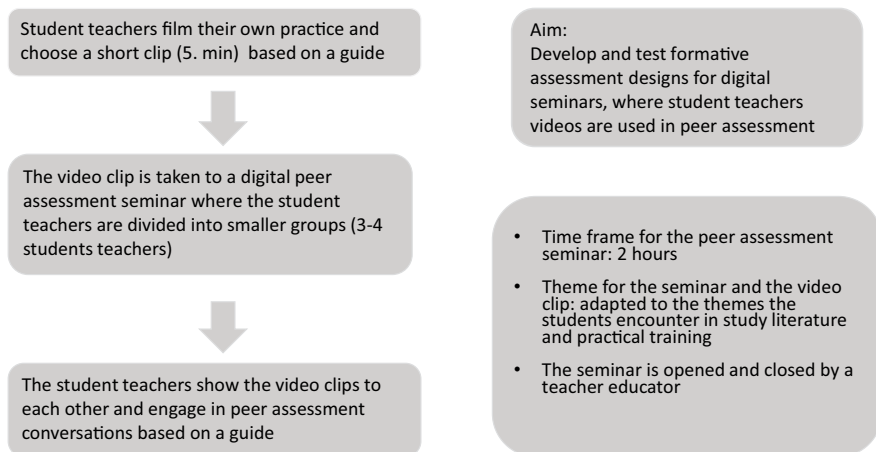 Student teachers film their own practice and
choose a short clip (5. min) based on a guide
The video clip is taken to a digital peer
assessment seminar where the student
teachers are divided into smaller groups (3-4
students teachers)
The student teachers show the video clips to
each other and engage in peer assessment
conversations based on a guide
Aim:
Develop and test formative
assessment designs for digital
seminars, where student teachers
videos are used in peer assessment
• Time frame for the peer assessment
seminar: 2 hours
• Theme for the seminar and the video
clip: adapted to the themes the
students encounter in study literature
and practical training
• The seminar is opened and closed by a
teacher educator